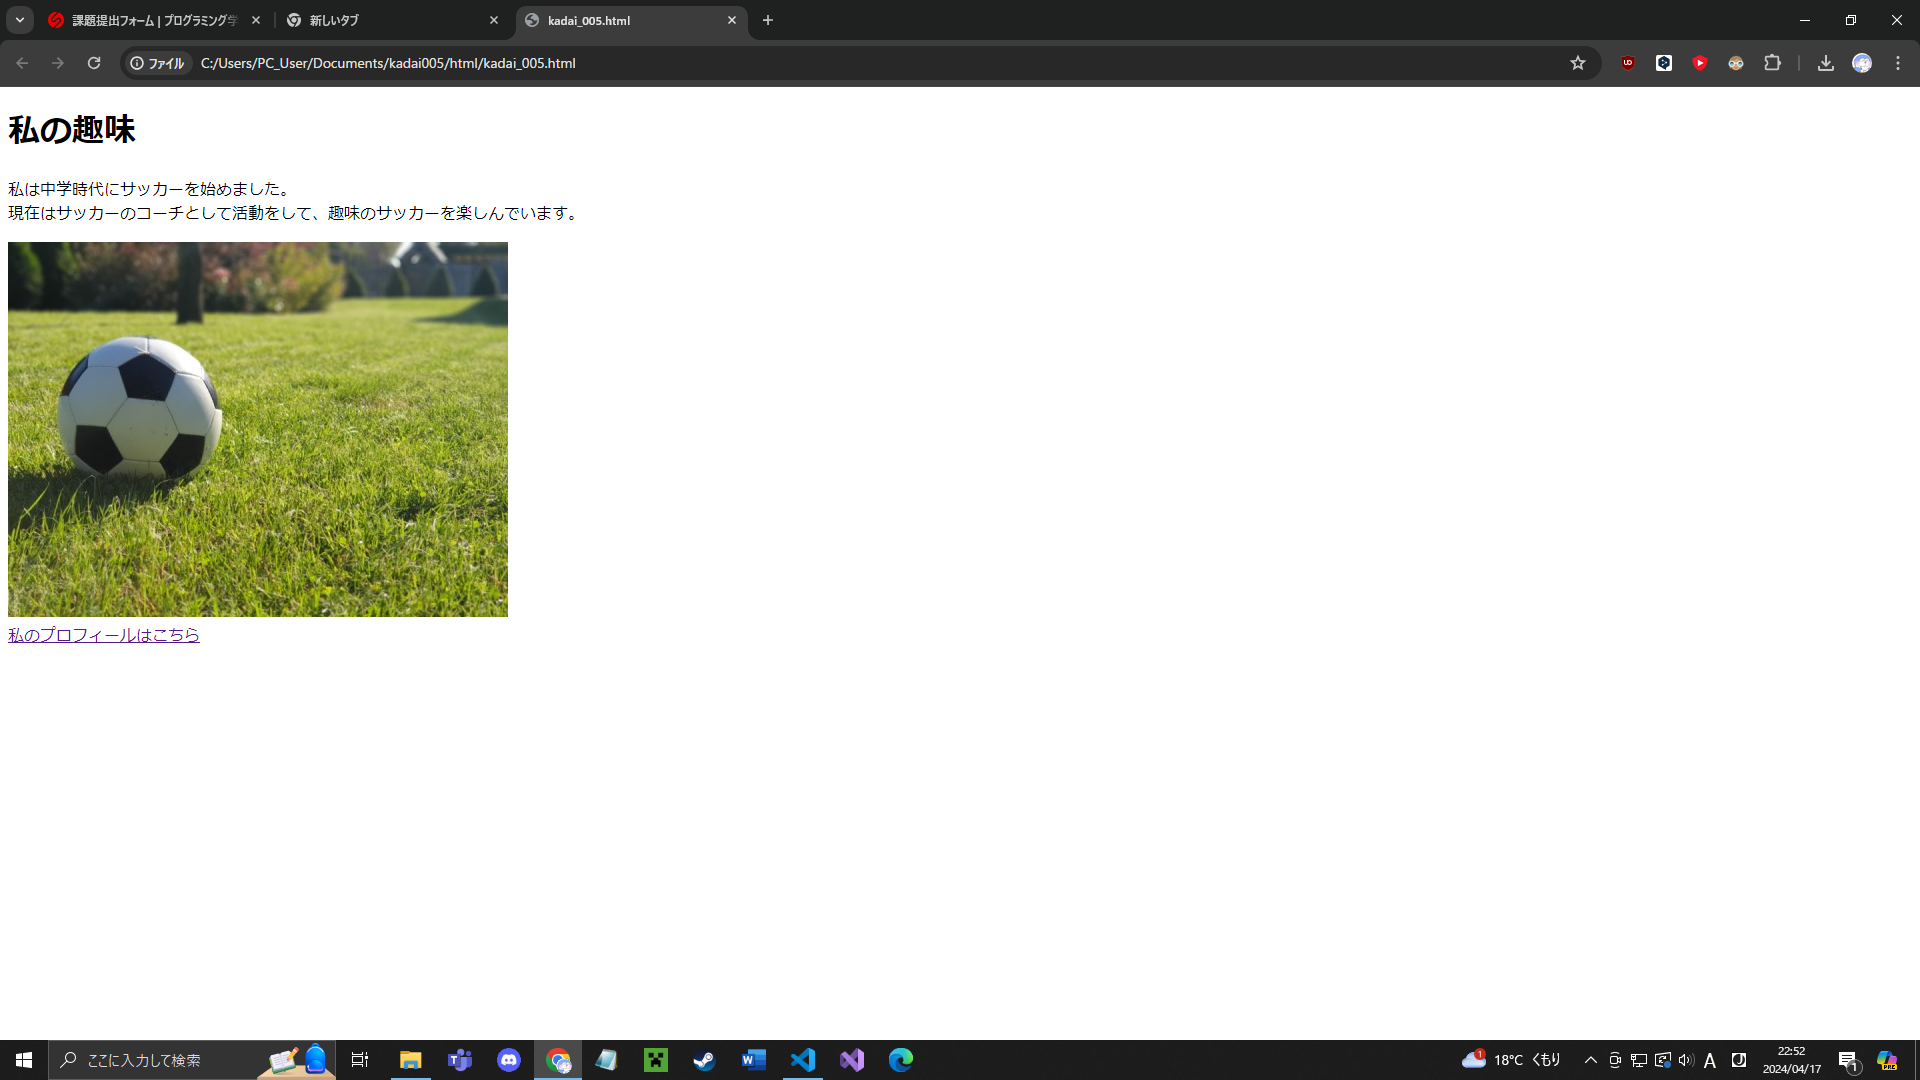 課題提出フォーム | プログラミング学
新しいタブ
kadai_005.html
ファイル
C:/Users/PC_User/Documents/kadai005/html/kadai_005.html
私の趣味
私は中学時代にサッカーを始めました。
現在はサッカーのコーチとして活動をして、趣味のサッカーを楽しんでいます。
私のプロフィールはこちら
ここに入力して検索
1
18°C くもり
A
22:52
2024/04/17
1